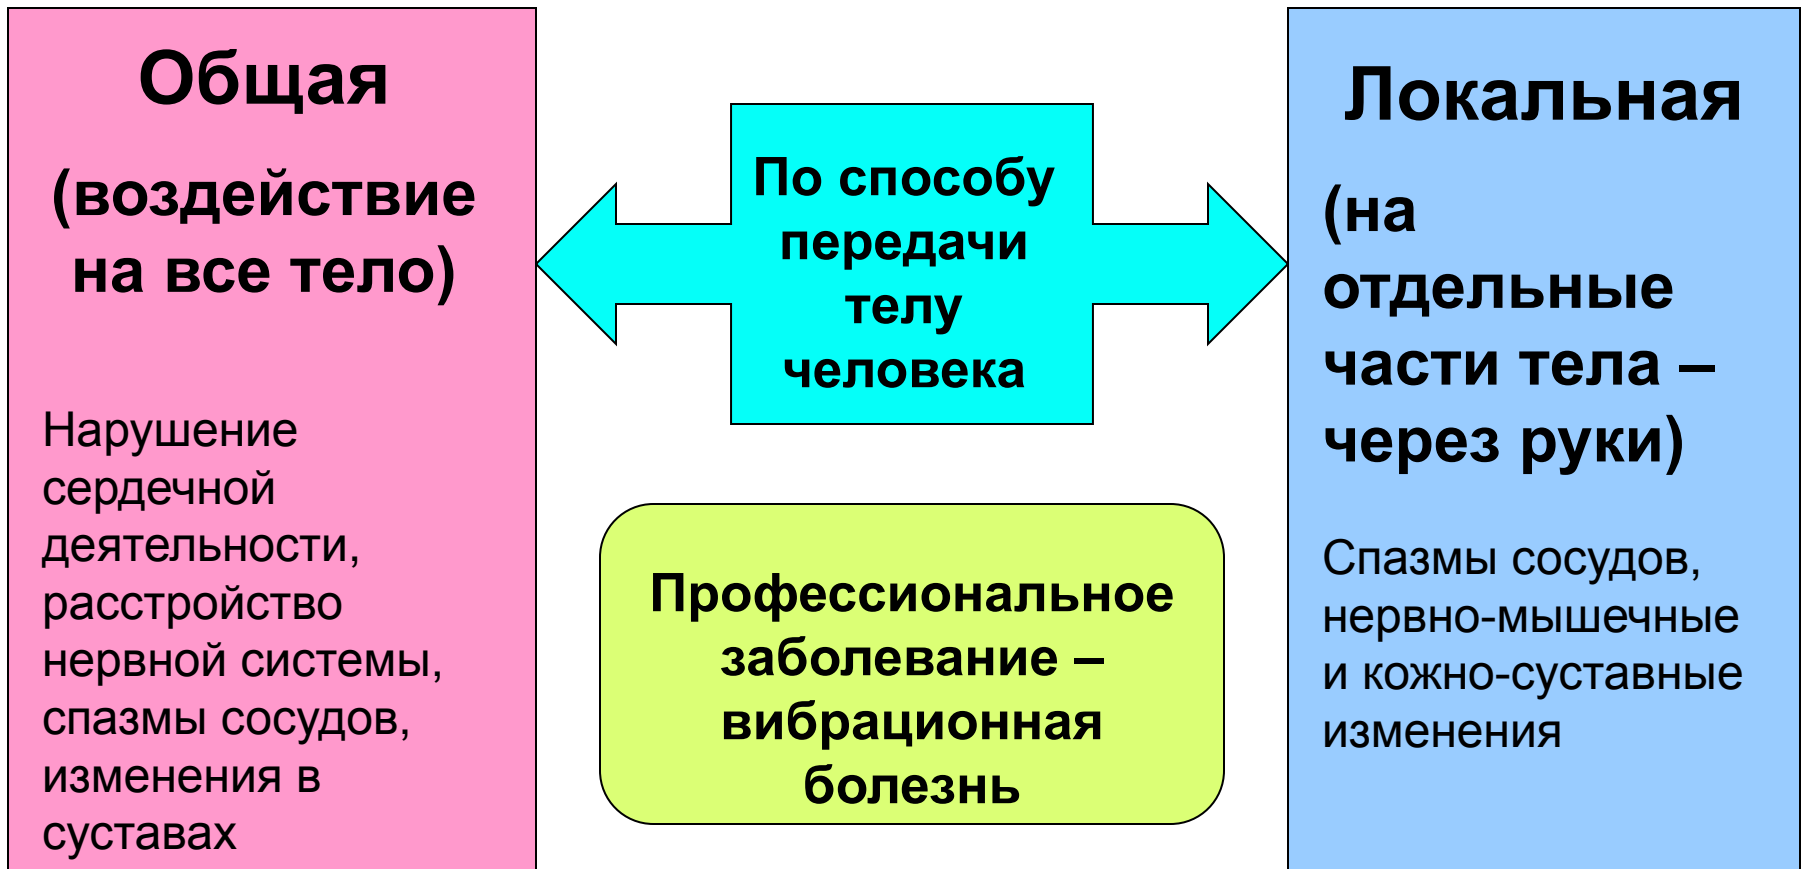 Общая
(воздействие
на все тело)
Нарушение
сердечной
деятельности,
расстройство
нервной системы,
спазмы сосудов,
изменения в
суставах
По способу
передачи
телу
человека
Профессиональное
заболевание –
вибрационная
болезнь
Локальная
(на
отдельные
части тела –
через руки)
Спазмы сосудов,
нервно-мышечные
и кожно-суставные
изменения